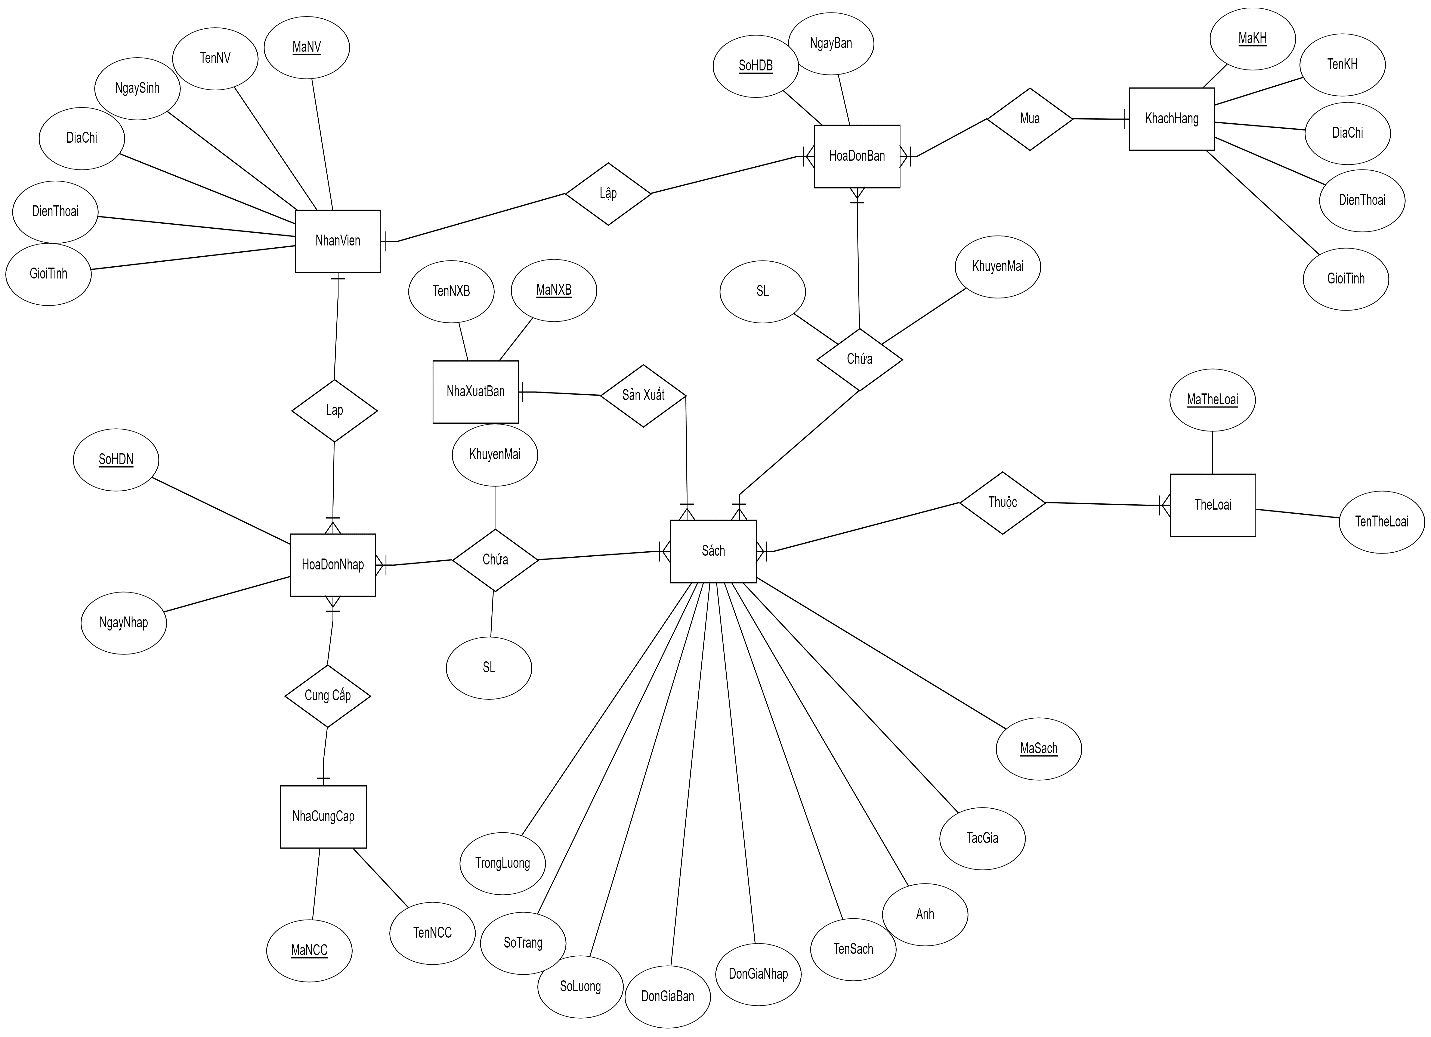 MaNV
TenNV
NgaySinh
DiaChi
DienThoai
GioiTinh
NhanVien
Lập
SoHDB
NgayBan
HoaDonBan
Mua
MaKH
TenKH
KhachHang
DiaChi
DienThoai
GioiTinh
TenNXB
MaNXB
NhaXuatBan
Sản Xuất
SL
KhuyenMai
Chứa
Lap
SoHDN
HoaDonNhap
NgayNhap
KhuyenMai
Chứa
SL
Sách
Thuộc
MaTheLoai
TheLoai
TenTheLoai
Cung Cấp
NhaCungCap
MaNCC
TenNCC
TrongLuong
SoTrang
SoLuong
DonGiaBan
DonGiaNhap
TenSach
Anh
TacGia
MaSach